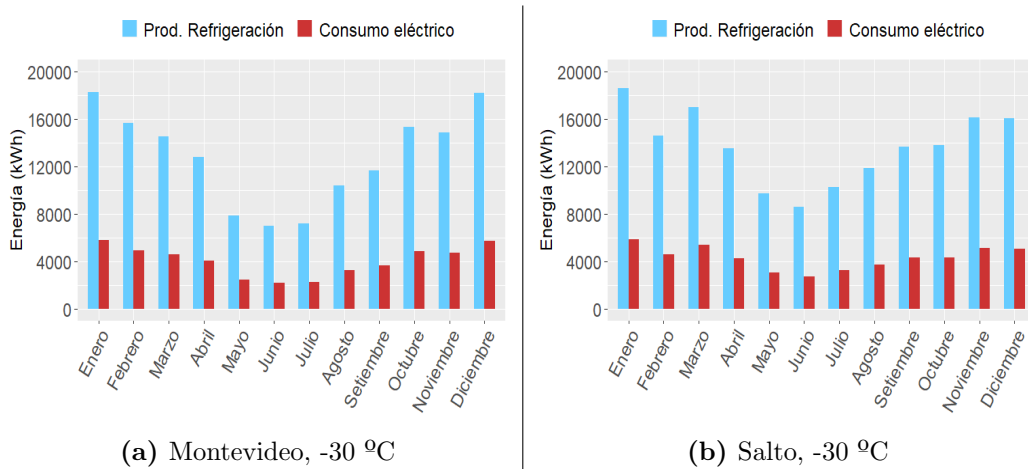 Prod. Refrigeración Consumo eléctrico
Energía (kWh)
20000
16000
12000
8000
4000
0
Enero
Febrero
Marzo
Abril
Mayo
Junio
Julio
Agosto
Setiembre
Octubre
Noviembre
Diciembre
(a) Montevideo, -30 ºC
Prod. Refrigeración Consumo eléctrico
Energía (kWh)
20000
16000
12000
8000
4000
0
Enero
Febrero
Marzo
Abril
Mayo
Junio
Julio
Agosto
Setiembre
Octubre
Noviembre
Diciembre
(b) Salto, -30 ºC